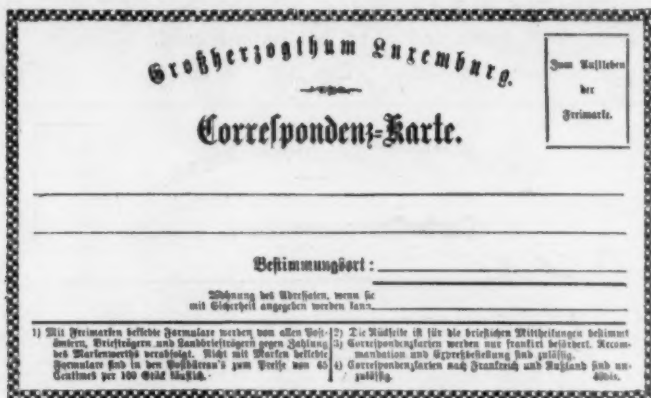 Großherzogthum Luxemburg.
Zum Aufkleben
der
Freimarke.
Correspondenz-Karte.
Bestimmungsort:
Wohnung des Adressaten, wenn sie
mit Sicherheit angegeben werden kann.
1) Mit Freimarken beklebte Formulare werden von allen Post-
ämtern, Briefträgern und Landbriefträgern gegen Zahlung
des Markenwerths verabfolgt. Nicht mit Marken beklebte
Formulare sind in den Postbüreau's zum Preise von 45
Centimes per 100 Stück käuflich.
2) Die Rückseite ist für die brieflichen Mittheilungen bestimmt
3) Correspondenzkarten werden nur frankirt befördert. Recom-
mandation und Expreßbestellung sind zulässig.
4) Correspondenzkarten nach Frankreich und Rußland sind un-
zulässig.